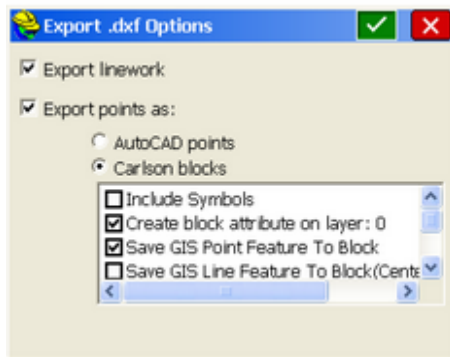 Export .dxf Options
Export linework
Export points as:
AutoCAD points
Carlson blocks
Include Symbols
Create block attribute on layer: 0
Save GIS Point Feature To Block
Save GIS Line Feature To Block(Cente